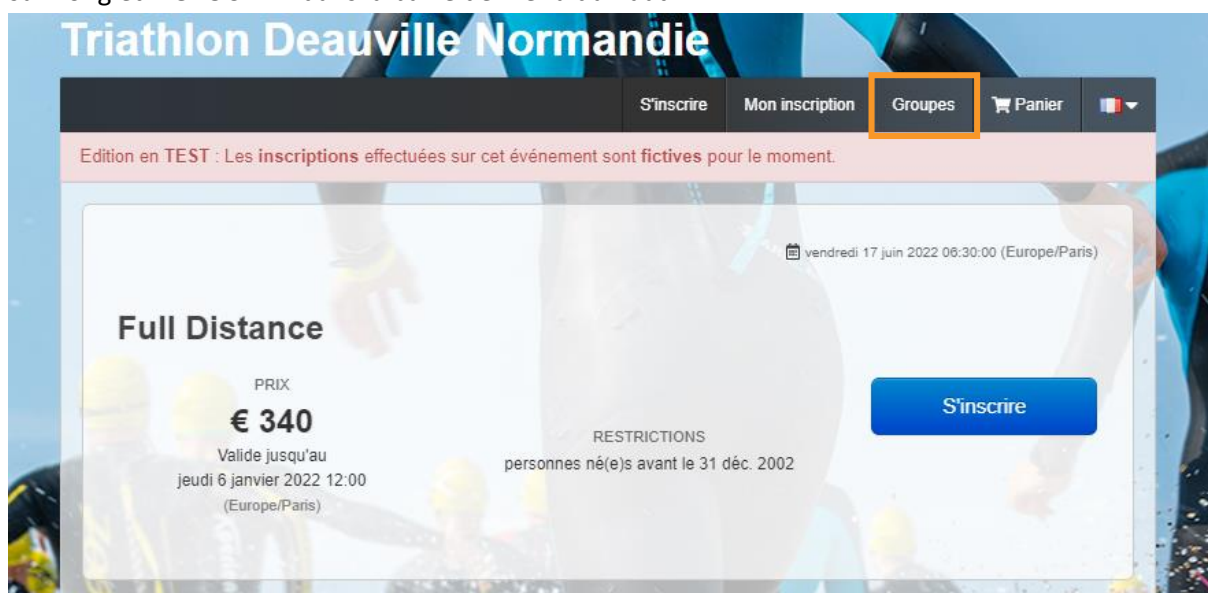 Triathlon Deauville Normandie
S'inscrire Mon inscription Groupes Panier
Edition en TEST : Les inscriptions effectuées sur cet événement sont fictives pour le moment.
vendredi 17 juin 2022 06:30:00 (Europe/Paris)
Full Distance
PRIX
€ 340
Valide jusqu'au
jeudi 6 janvier 2022 12:00
(Europe/Paris)
RESTRICTIONS
personnes né(e)s avant le 31 déc. 2002
S'inscrire